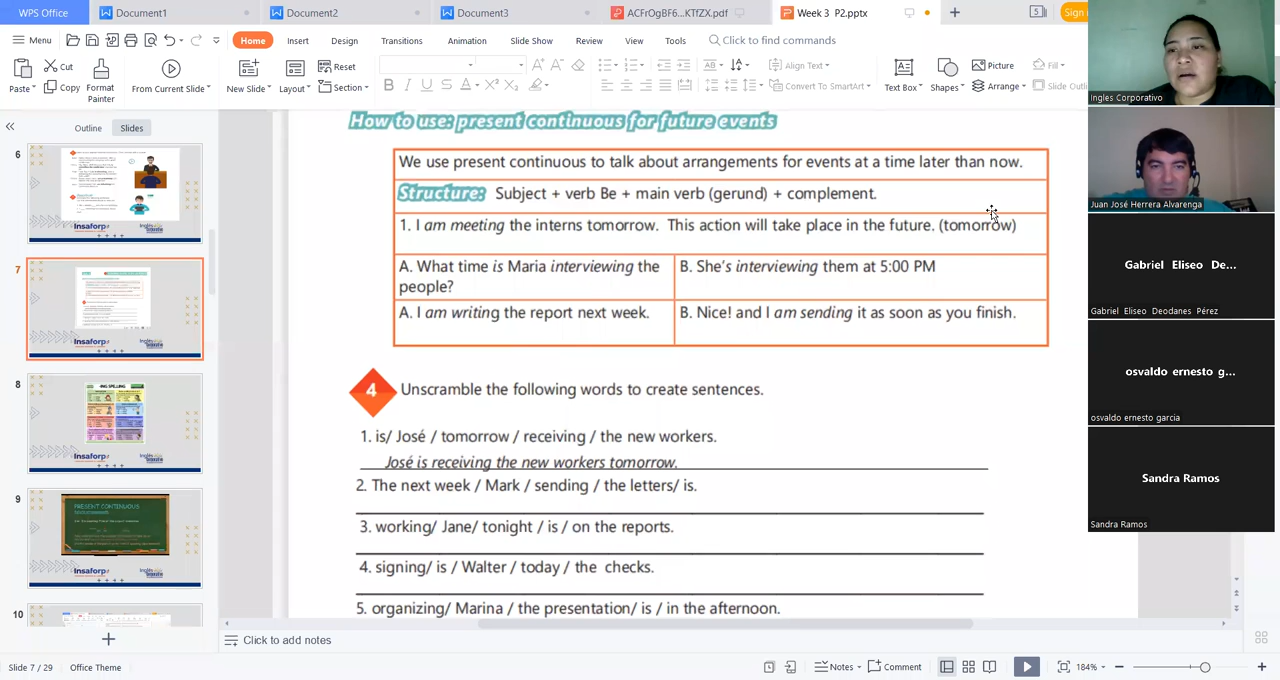 WPS Office
Document1
Document2
Document3
ACFrOgBF6...KTfZX.pdf
Week 3 P2.pptx
Sign
Menu
Home
Insert
Design
Transitions
Animation
Slide Show
Review
View
Tools
Click to find commands
Paste
Cut
Copy
Format Painter
From Current Slide
New Slide
Layout
Reset
Section
Align Text
Convert To SmartArt
Text Box
Shapes
Picture
Arrange
Fill
Slide Outli
Outline
Slides
6
7
8
9
10
Insaforp
How to use: present continuous for future events
We use present continuous to talk about arrangements for events at a time later than now.
Structure: Subject + verb Be + main verb (gerund) + complement.
1. I am meeting the interns tomorrow. This action will take place in the future. (tomorrow)
A. What time is Maria interviewing the people?
B. She's interviewing them at 5:00 PM
A. I am writing the report next week.
B. Nice! and I am sending it as soon as you finish.
4 Unscramble the following words to create sentences.
1. is/ José / tomorrow / receiving / the new workers.
José is receiving the new workers tomorrow.
2. The next week / Mark / sending / the letters/ is.
3. working/ Jane/ tonight / is / on the reports.
4. signing/ is / Walter / today / the checks.
5. organizing/ Marina / the presentation/ is / in the afternoon.
Click to add notes
Slide 7 / 29
Office Theme
Notes
Comment
184%
Ingles Corporativo
Juan José Herrera Alvarenga
Gabriel Eliseo De...
Gabriel Eliseo Deodanes Pérez
osvaldo ernesto g...
osvaldo ernesto garcia
Sandra Ramos
Sandra Ramos